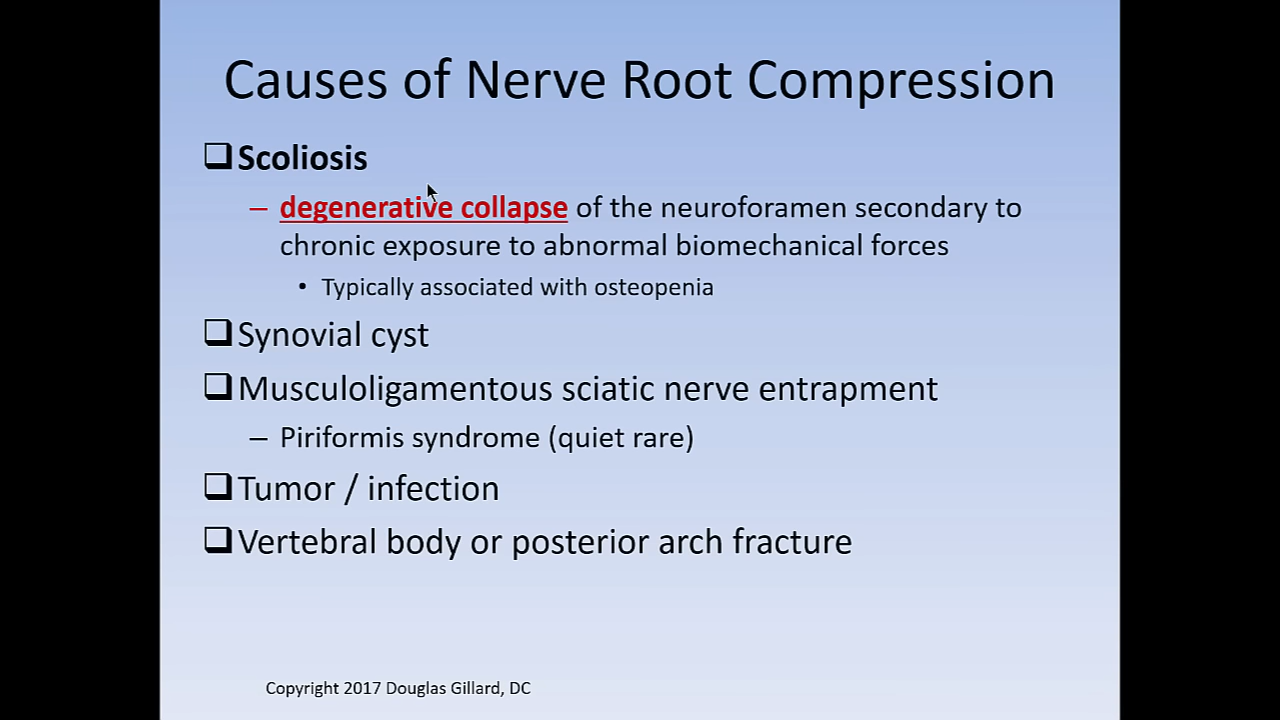 Causes of Nerve Root Compression
❑ Scoliosis
– degenerative collapse of the neuroforamen secondary to
chronic exposure to abnormal biomechanical forces
• Typically associated with osteopenia
❑ Synovial cyst
❑ Musculoligamentous sciatic nerve entrapment
– Piriformis syndrome (quiet rare)
❑ Tumor / infection
❑ Vertebral body or posterior arch fracture
Copyright 2017 Douglas Gillard, DC